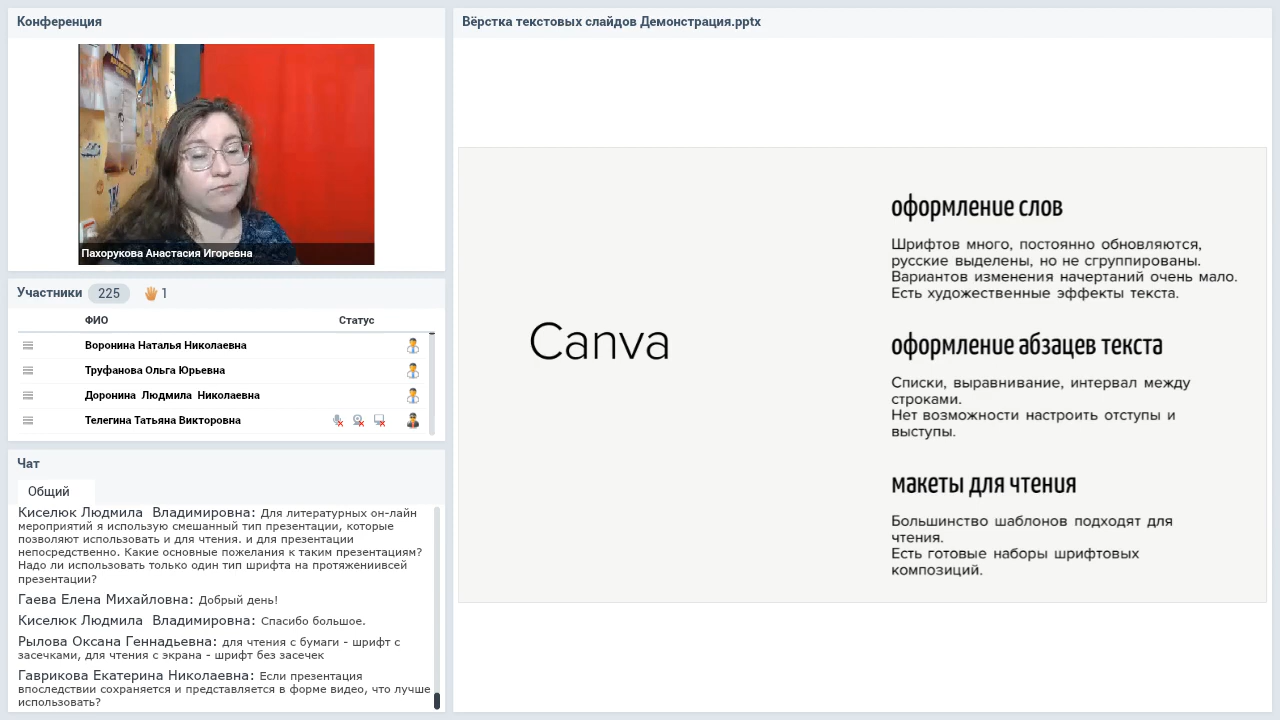 Конференция
Пахорукова Анастасия Игоревна
Участники 225 1
ФИО Статус
Воронина Наталья Николаевна
Труфанова Ольга Юрьевна
Доронина Людмила Николаевна
Телегина Татьяна Викторовна
Чат
Общий
Киселюк Людмила Владимировна: Для литературных он-лайн
мероприятий я использую смешанный тип презентации, которые
позволяют использовать и для чтения. и для презентации
непосредственно. Какие основные пожелания к таким презентациям?
Надо ли использовать только один тип шрифта на протяжениивсей
презентации?
Гаева Елена Михайловна: Добрый день!
Киселюк Людмила Владимировна: Спасибо большое.
Рылова Оксана Геннадьевна: для чтения с бумаги - шрифт с
засечками, для чтения с экрана - шрифт без засечек
Гаврикова Екатерина Николаевна: Если презентация
впоследствии сохраняется и представляется в форме видео, что лучше
использовать?
Вёрстка текстовых слайдов Демонстрация.pptx
Canva
оформление слов
Шрифтов много, постоянно обновляются,
русские выделены, но не сгруппированы.
Вариантов изменения начертаний очень мало.
Есть художественные эффекты текста.
оформление абзацев текста
Списки, выравнивание, интервал между
строками.
Нет возможности настроить отступы и
выступы.
макеты для чтения
Большинство шаблонов подходят для
чтения.
Есть готовые наборы шрифтовых
композиций.